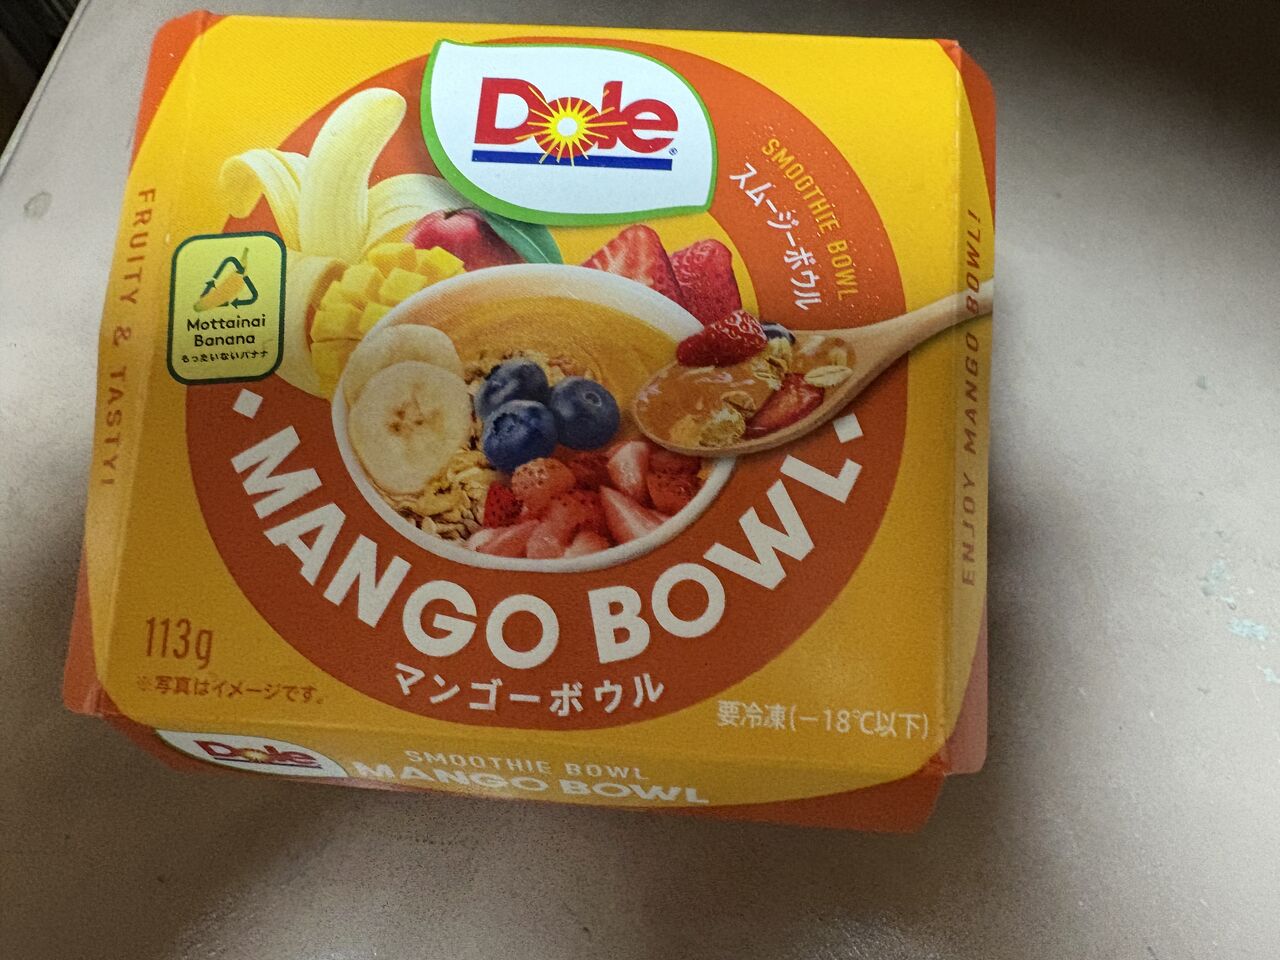 Dole®
SMOOTHIE BOWL
スムージーボウル
FRUITY & TASTY!
Mottainai
Banana
もったいないバナナ
ENJOY MANGO BOWL!
MANGO BOWL
マンゴーボウル
113g
※写真はイメージです。
要冷凍(−18℃以下)
Dole
SMOOTHIE BOWL
MANGO BOWL